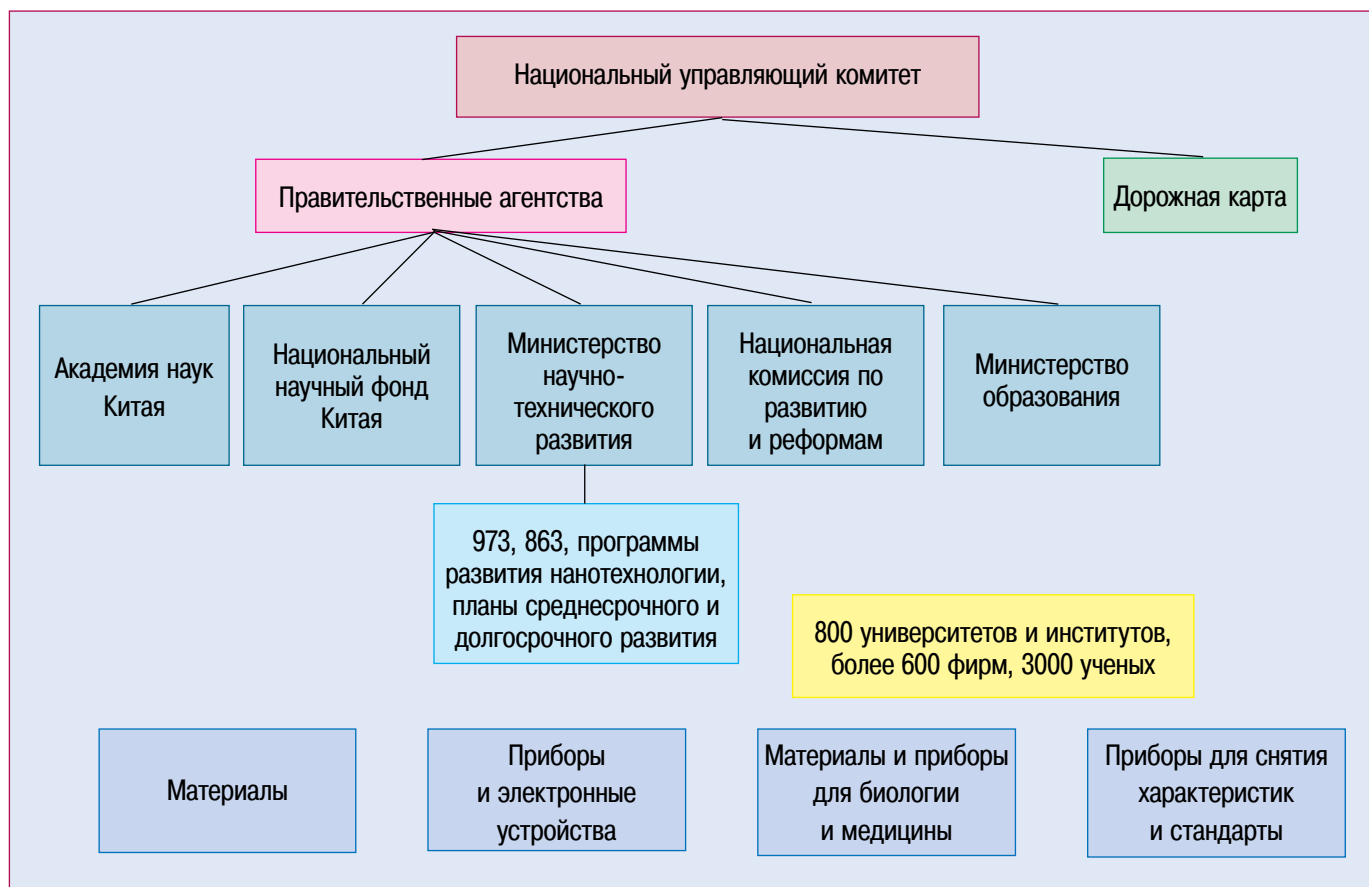 Национальный управляющий комитет
Правительственные агентства
Дорожная карта
Академия наук
Китая
Национальный
научный фонд
Китая
Министерство
научно-
технического
развития
Национальная
комиссия по
развитию
и реформам
Министерство
образования
973, 863, программы
развития нанотехнологии,
планы среднесрочного и
долгосрочного развития
800 университетов и институтов,
более 600 фирм, 3000 ученых
Материалы
Приборы
и электронные
устройства
Материалы и приборы
для биологии
и медицины
Приборы для снятия
характеристик
и стандарты